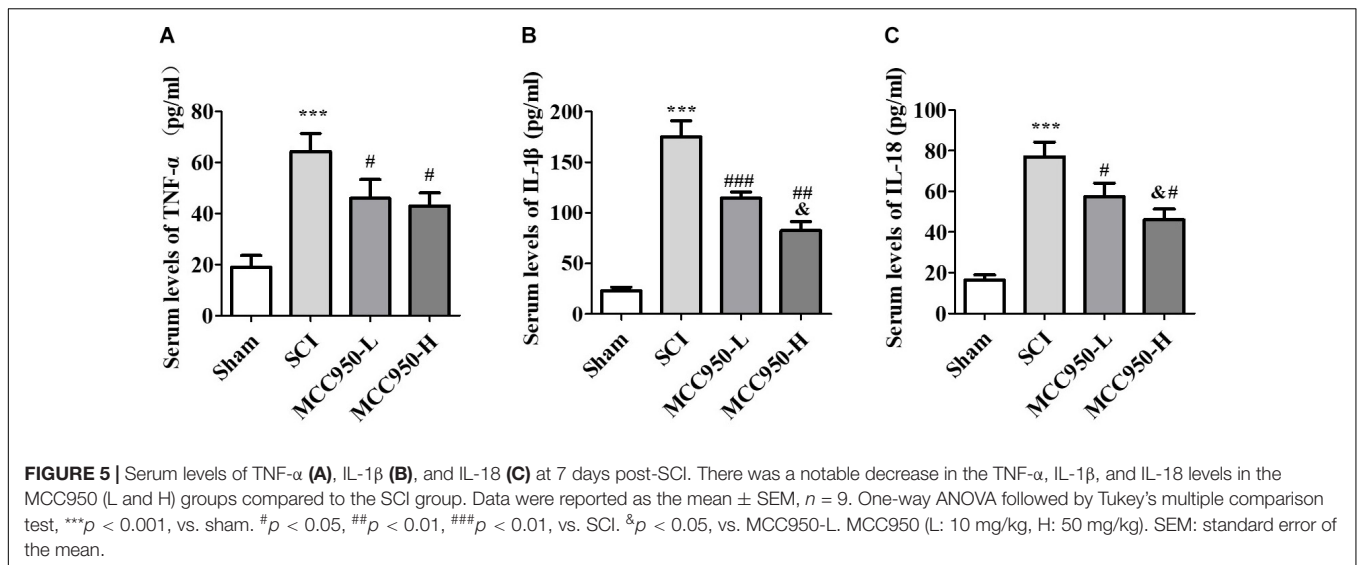 A
Serum levels of TNF-α (pg/ml)
80
60
40
20
0
***
#
#
Sham
SCI
MCC950-L
MCC950-H
B
Serum levels of IL-1β (pg/ml)
200
150
100
50
0
***
###
##
&
Sham
SCI
MCC950-L
MCC950-H
C
Serum levels of IL-18 (pg/ml)
100
80
60
40
20
0
***
#
&#
Sham
SCI
MCC950-L
MCC950-H
FIGURE 5 | Serum levels of TNF-α (A), IL-1β (B), and IL-18 (C) at 7 days post-SCI. There was a notable decrease in the TNF-α, IL-1β, and IL-18 levels in the
MCC950 (L and H) groups compared to the SCI group. Data were reported as the mean ± SEM, n = 9. One-way ANOVA followed by Tukey's multiple comparison
test, ***p < 0.001, vs. sham. #p < 0.05, ##p < 0.01, ###p < 0.01, vs. SCI. &p < 0.05, vs. MCC950-L. MCC950 (L: 10 mg/kg, H: 50 mg/kg). SEM: standard error of
the mean.